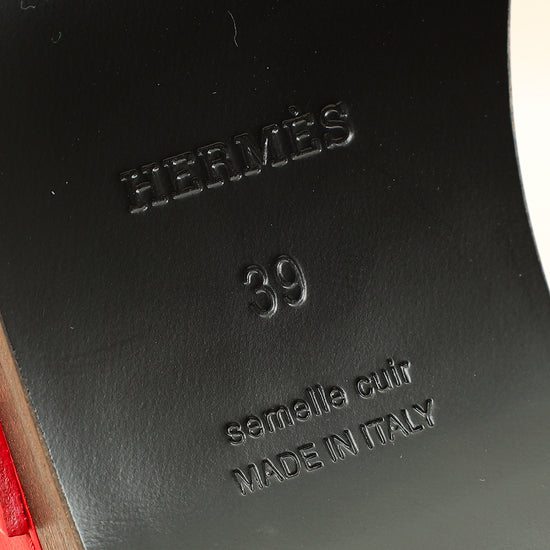 HERMÈS
39
semelle cuir
MADE IN ITALY